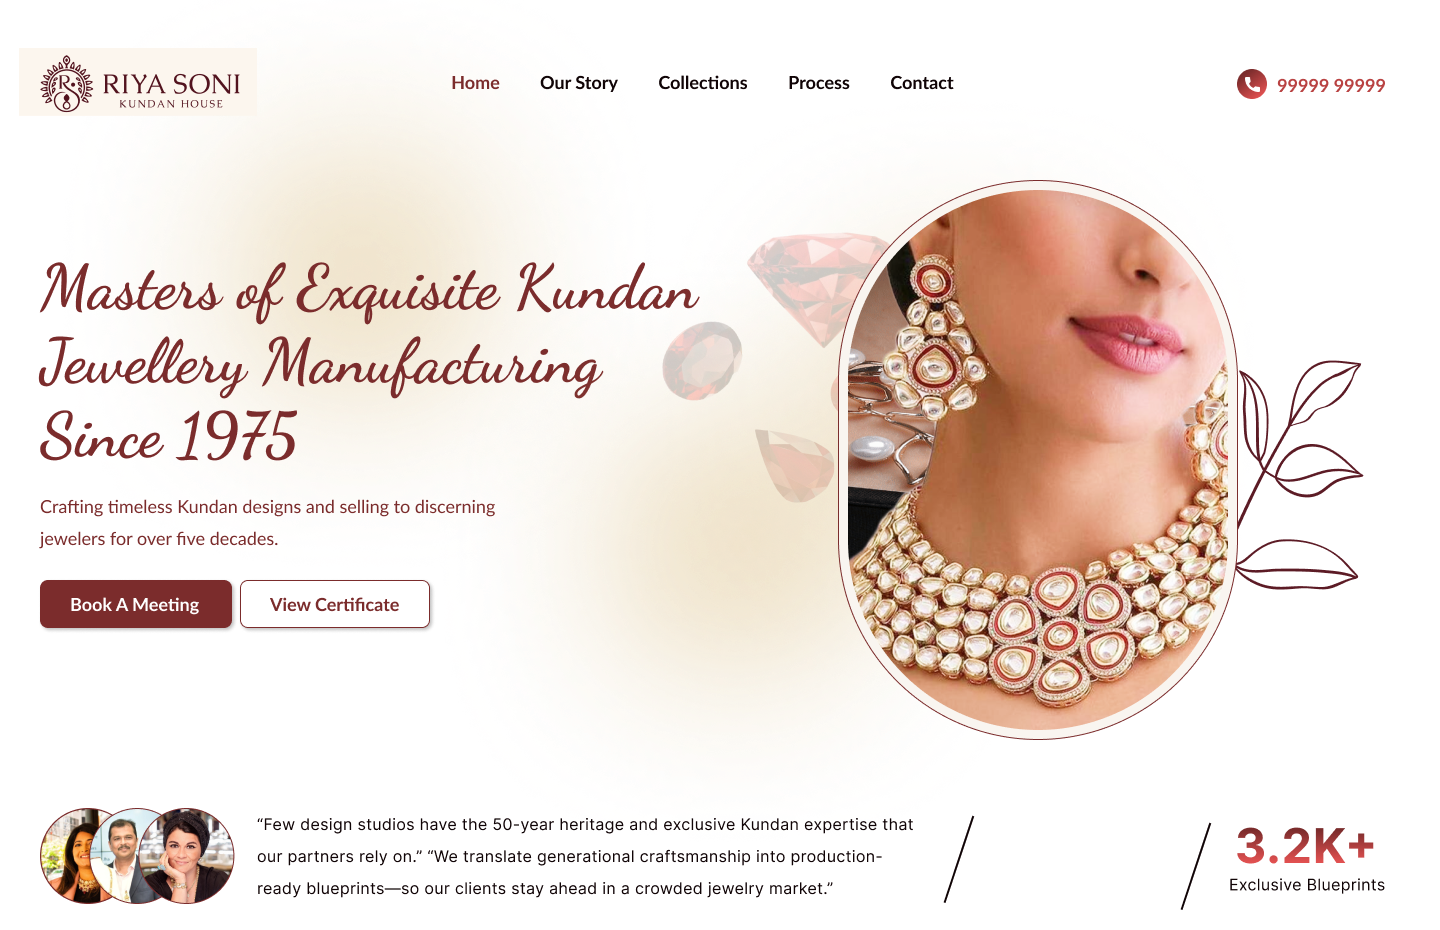 RIYA SONI
KUNDAN HOUSE
Home Our Story Collections Process Contact
99999 99999
Masters of Exquisite Kundan
Jewellery Manufacturing
Since 1975
Crafting timeless Kundan designs and selling to discerning
jewelers for over five decades.
Book A Meeting View Certificate
“Few design studios have the 50-year heritage and exclusive Kundan expertise that
our partners rely on.” “We translate generational craftsmanship into production-
ready blueprints—so our clients stay ahead in a crowded jewelry market.”
3.2K+
Exclusive Blueprints